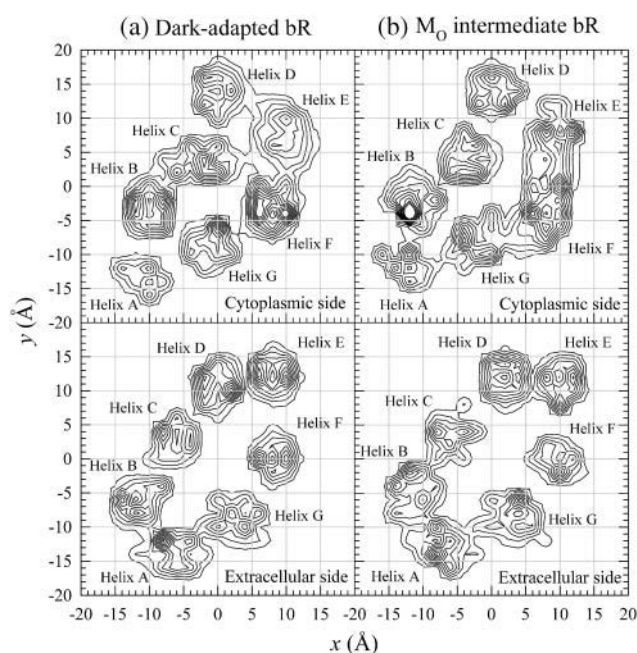 (a) Dark-adapted bR
(b) M_O intermediate bR
20
15
10
5
0
-5
-10
-15
-20
Helix D
Helix E
Helix C
Helix B
Helix F
Helix G
Helix A
Cytoplasmic side
Helix D
Helix E
Helix C
Helix B
Helix F
Helix G
Helix A
Cytoplasmic side
y (Å)
20
15
10
5
0
-5
-10
-15
-20
Helix D
Helix E
Helix C
Helix F
Helix B
Helix G
Helix A
Extracellular side
Helix D
Helix E
Helix C
Helix B
Helix F
Helix G
Helix A
Extracellular side
-20 -15 -10 -5 0 5 10 15 20 -15 -10 -5 0 5 10 15 20
x (Å)